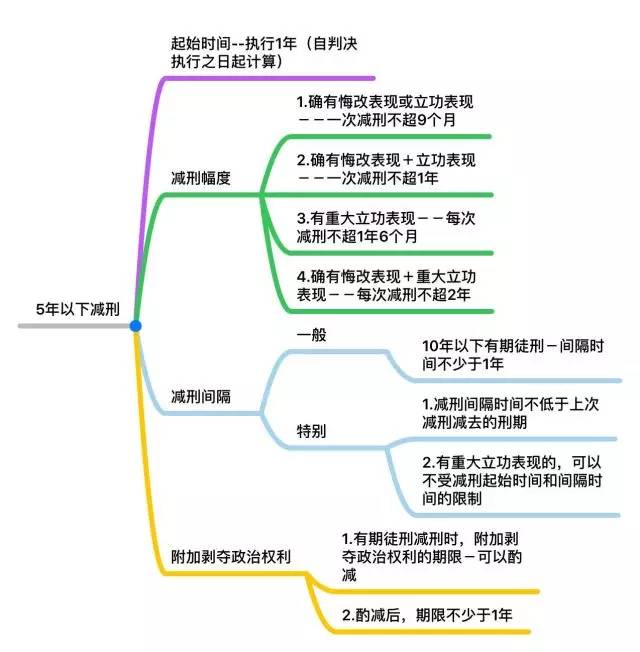 起始时间--执行1年（自判决
执行之日起计算）
1.确有悔改表现或立功表现
－－一次减刑不超9个月
减刑幅度
2.确有悔改表现＋立功表现
－－一次减刑不超1年
3.有重大立功表现－－每次
减刑不超1年6个月
4.确有悔改表现＋重大立功
表现－－每次减刑不超2年
5年以下减刑
减刑间隔
一般
10年以下有期徒刑－间隔时
间不少于1年
特别
1.减刑间隔时间不低于上次
减刑减去的刑期
2.有重大立功表现的，可以
不受减刑起始时间和间隔时
间的限制
附加剥夺政治权利
1.有期徒刑减刑时，附加剥
夺政治权利的期限－可以酌
减
2.酌减后，期限不少于1年